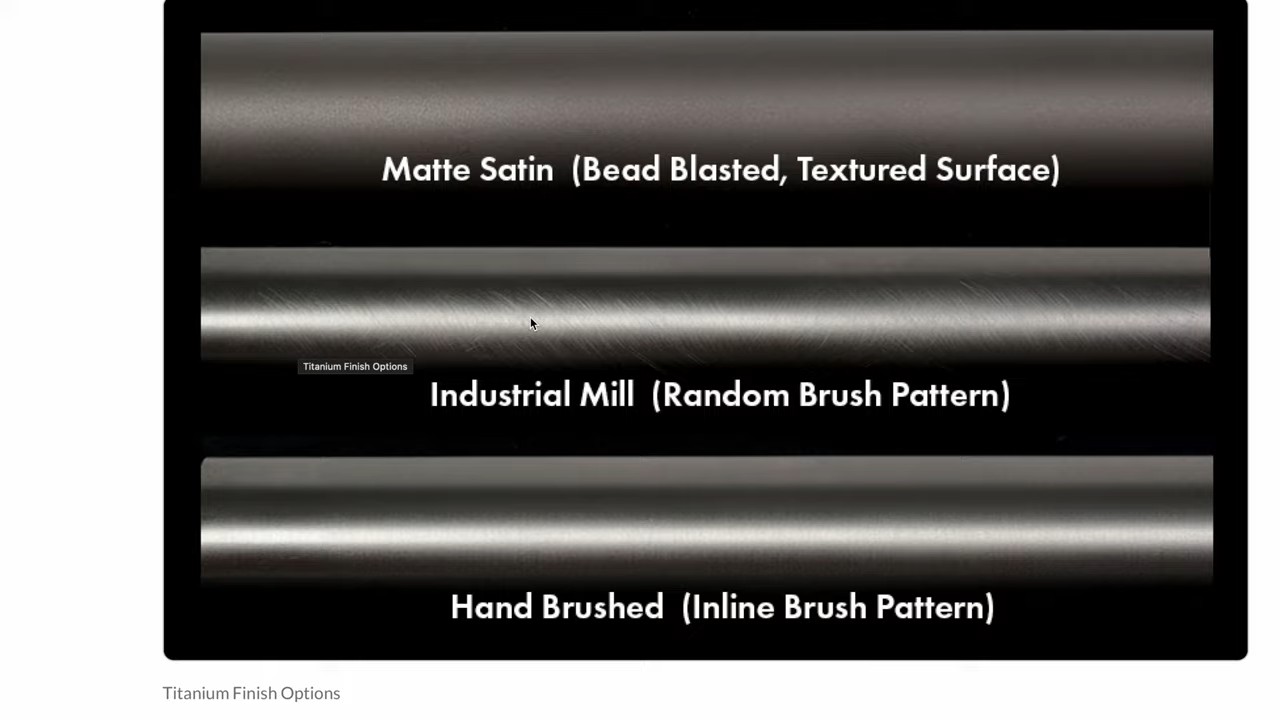 Matte Satin (Bead Blasted, Textured Surface)
Titanium Finish Options
Industrial Mill (Random Brush Pattern)
Hand Brushed (Inline Brush Pattern)
Titanium Finish Options